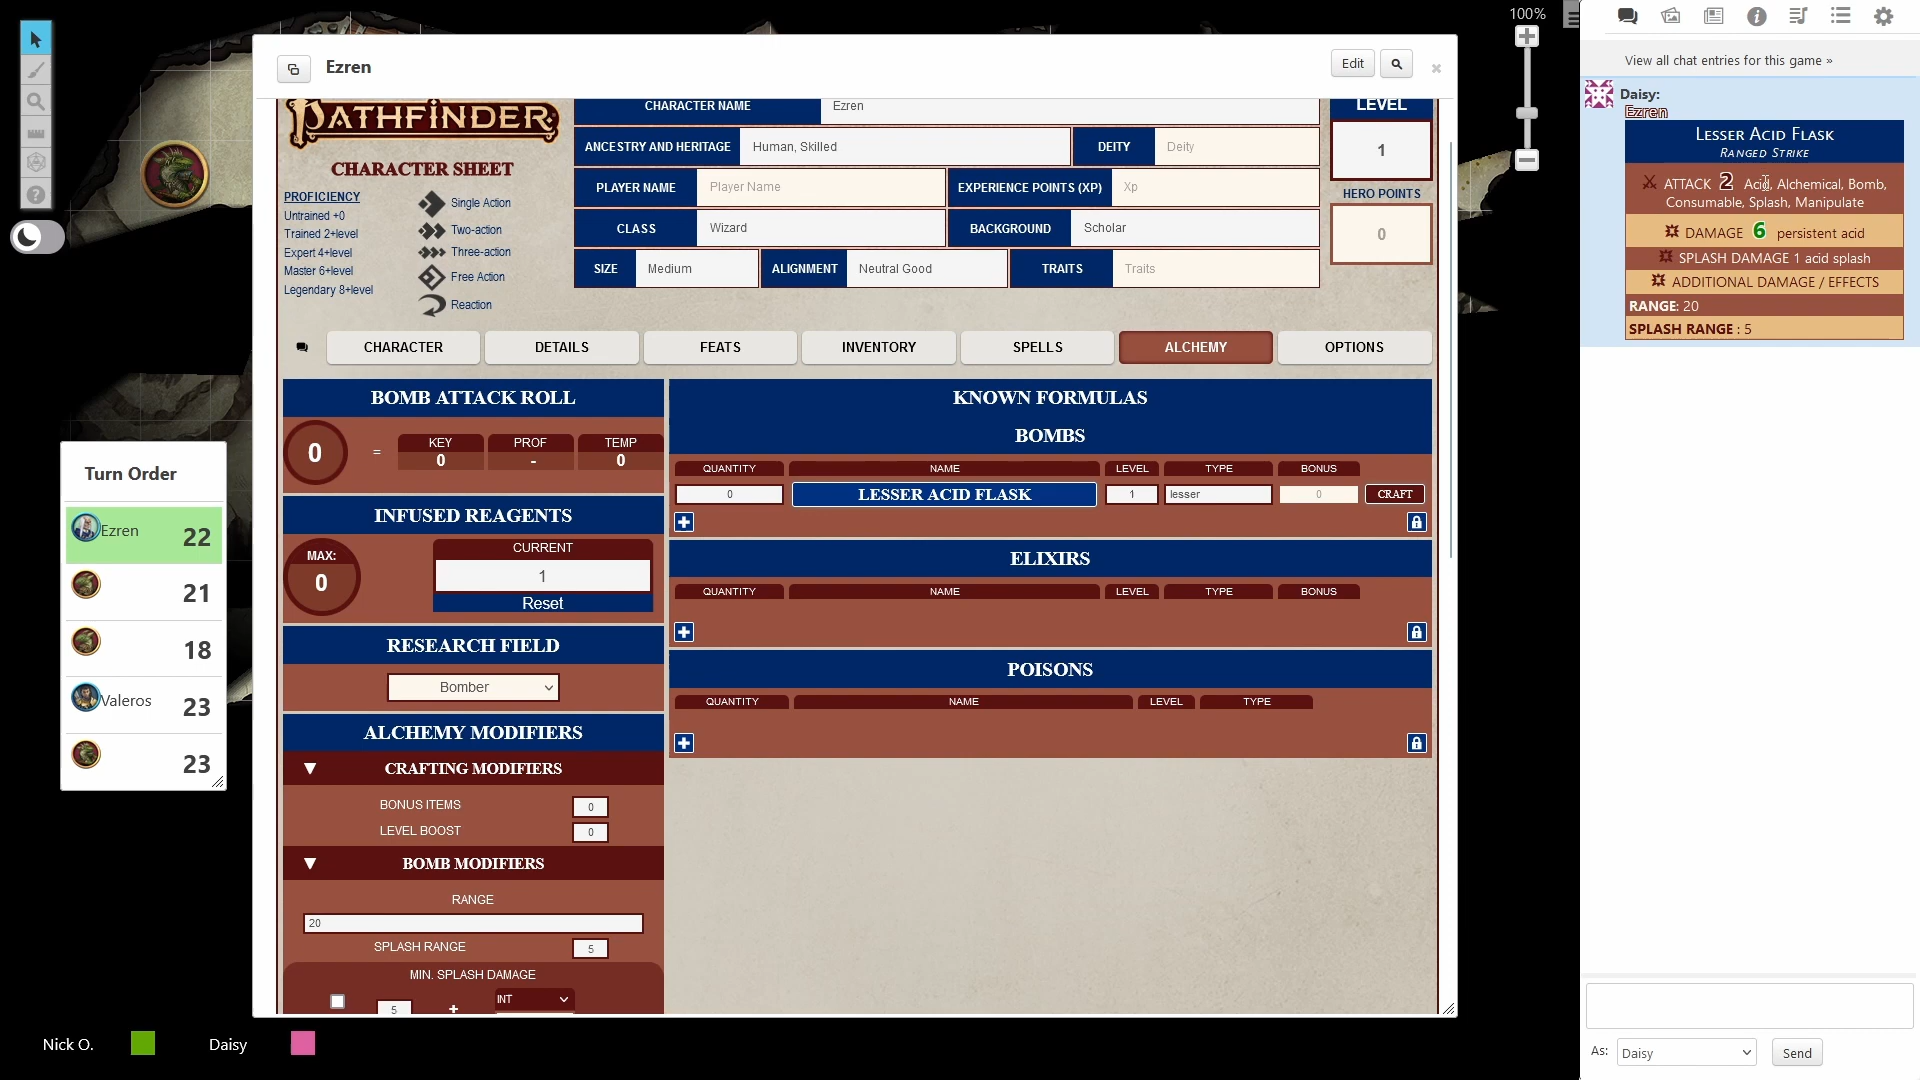 100%
View all chat entries for this game »
Ezren
Edit
PATHFINDER
CHARACTER SHEET
PROFICIENCY
Untrained +0
Trained 2+level
Expert 4+level
Master 6+level
Legendary 8+level
Single Action
Two-action
Three-action
Free Action
Reaction
CHARACTER NAME Ezren
ANCESTRY AND HERITAGE Human, Skilled DEITY Deity
PLAYER NAME Player Name EXPERIENCE POINTS (XP) Xp
CLASS Wizard BACKGROUND Scholar
SIZE Medium ALIGNMENT Neutral Good TRAITS Traits
LEVEL
1
HERO POINTS
0
CHARACTER DETAILS FEATS INVENTORY SPELLS ALCHEMY OPTIONS
BOMB ATTACK ROLL
KEY PROF TEMP
0 = 0 - 0
INFUSED REAGENTS
MAX:
0
CURRENT
1
Reset
RESEARCH FIELD
Bomber
ALCHEMY MODIFIERS
▼ CRAFTING MODIFIERS
BONUS ITEMS 0
LEVEL BOOST 0
▼ BOMB MODIFIERS
RANGE
20
SPLASH RANGE 5
MIN. SPLASH DAMAGE
5 + INT
KNOWN FORMULAS
BOMBS
QUANTITY NAME LEVEL TYPE BONUS
0 LESSER ACID FLASK 1 lesser 0 CRAFT
ELIXIRS
QUANTITY NAME LEVEL TYPE BONUS
POISONS
QUANTITY NAME LEVEL TYPE
Turn Order
Ezren 22
21
18
Valeros 23
23
Nick O. Daisy
Daisy:
Ezren
LESSER ACID FLASK
RANGED STRIKE
ATTACK 2 Acid, Alchemical, Bomb,
Consumable, Splash, Manipulate
DAMAGE 6 persistent acid
SPLASH DAMAGE 1 acid splash
ADDITIONAL DAMAGE / EFFECTS
RANGE: 20
SPLASH RANGE : 5
As: Daisy Send